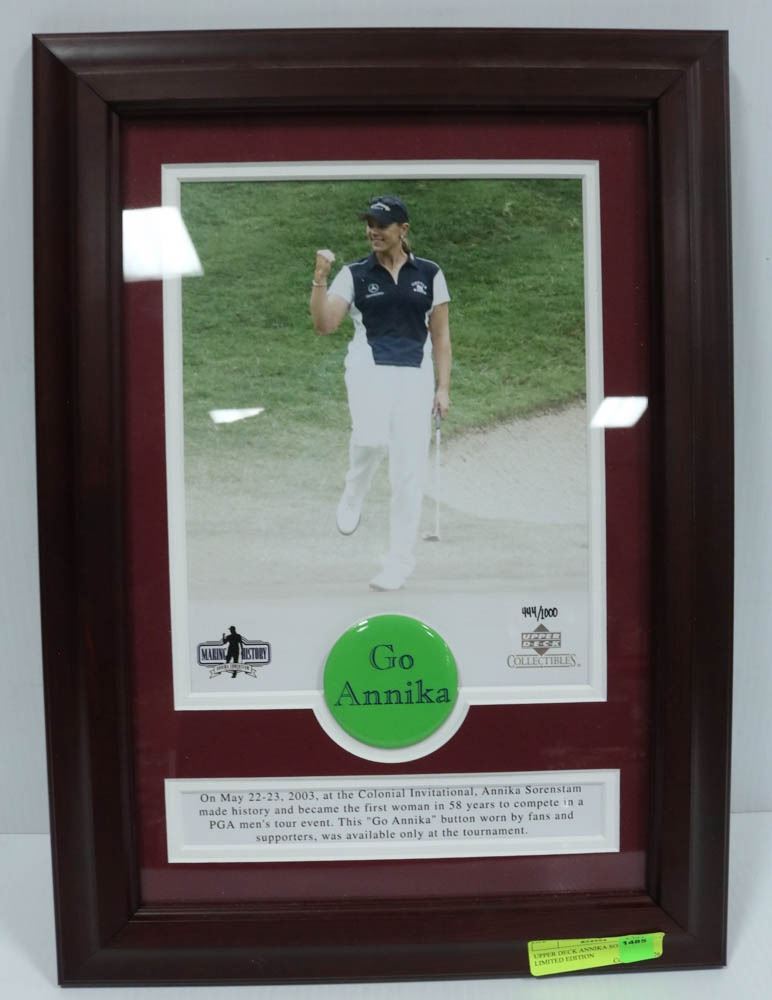 444/1000
MAKING HISTORY
ANNIKA SORENSTAM
UPPER
DECK
COLLECTIBLES
Go
Annika
On May 22-23, 2003, at the Colonial Invitational, Annika Sorenstam
made history and became the first woman in 58 years to compete in a
PGA men's tour event. This "Go Annika" button worn by fans and
supporters, was available only at the tournament.
1485
UPPER DECK ANNIKA
LIMITED EDITION